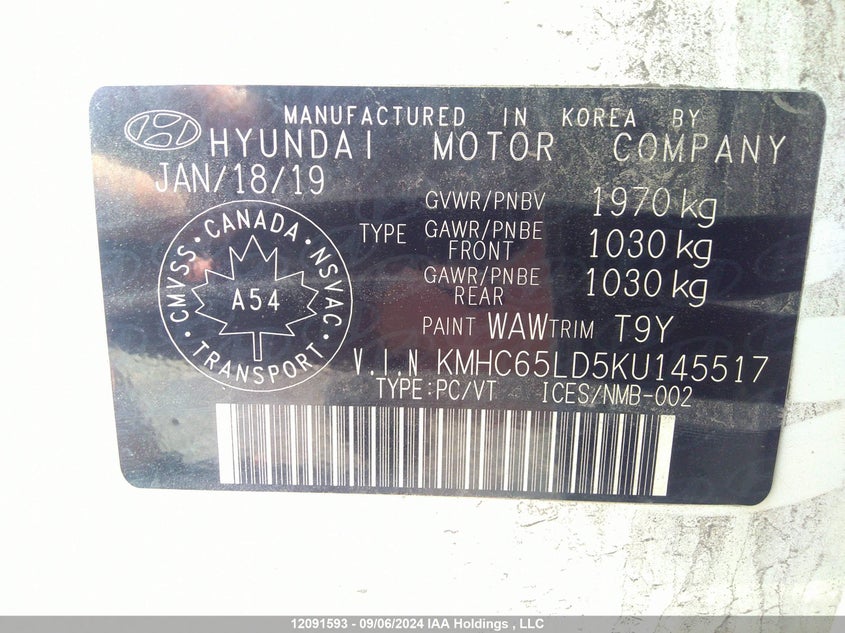 MANUFACTURED IN KOREA BY
HYUNDAI MOTOR COMPANY
JAN/18/19
GVWR/PNBV 1970 kg
TYPE GAWR/PNBE FRONT 1030 kg
GAWR/PNBE REAR 1030 kg
CANADA
CMVSS · NSVAC
A54
TRANSPORT
PAINT WAW TRIM T9Y
V.I.N KMHC65LD5KU145517
TYPE:PC/VT ICES/NMB-002
12091593 - 09/06/2024 IAA Holdings , LLC